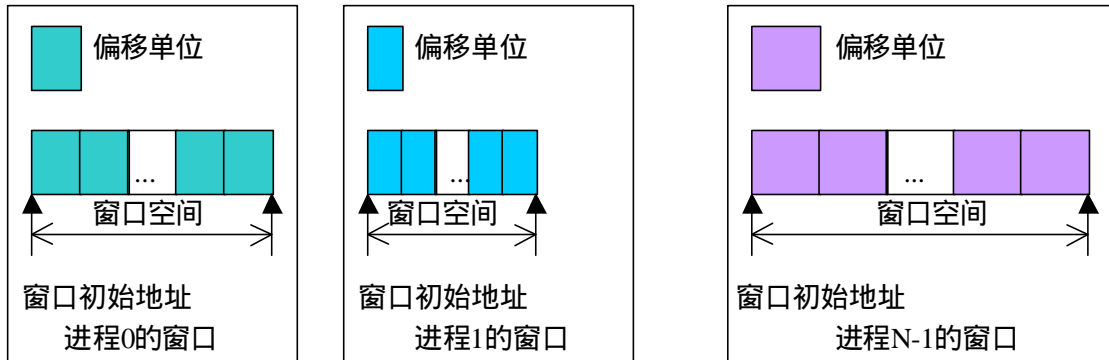 偏移单位
偏移单位
偏移单位
...
...
...
窗口空间
窗口空间
窗口空间
窗口初始地址
窗口初始地址
窗口初始地址
进程0的窗口
进程1的窗口
进程N-1的窗口